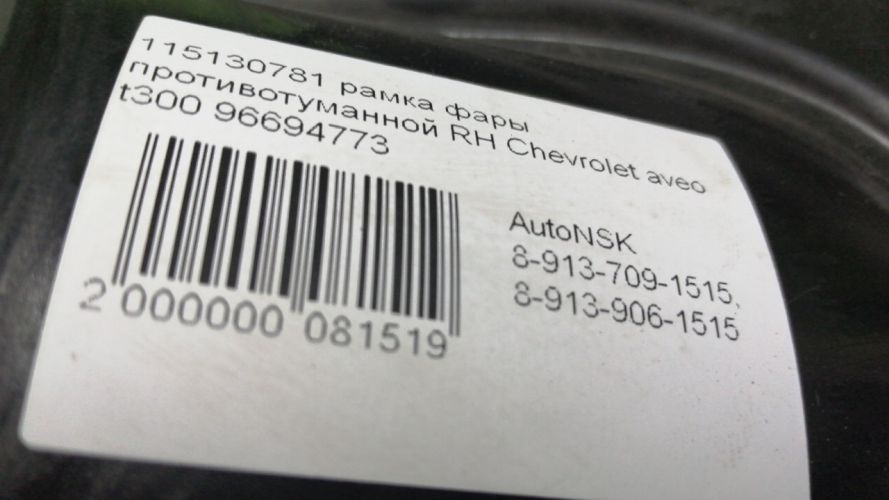 115130781 рамка фары
противотуманной RH Chevrolet aveo
t300 96694773
2 000000 081519
AutoNSK
8-913-709-1515,
8-913-906-1515